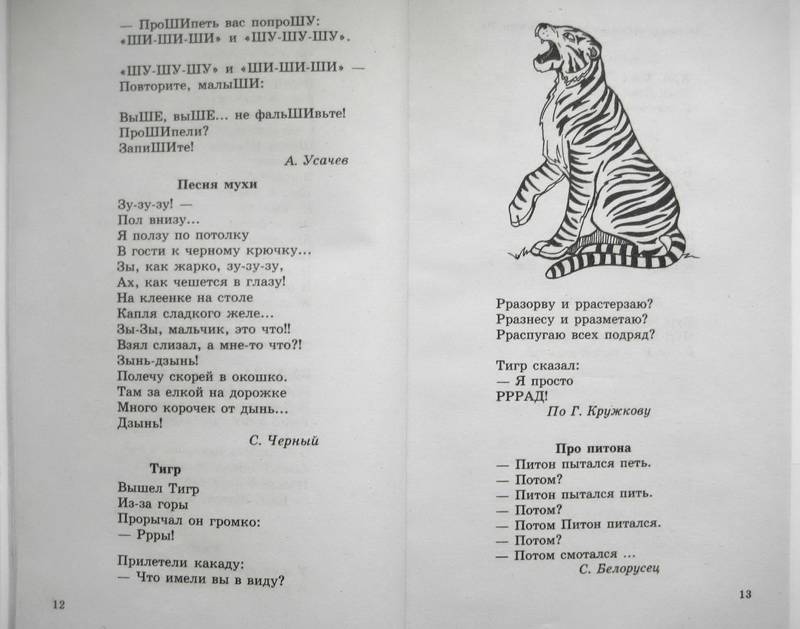 — ПроШИпеть вас попроШУ:
«ШИ-ШИ-ШИ» и «ШУ-ШУ-ШУ».
«ШУ-ШУ-ШУ» и «ШИ-ШИ-ШИ» —
Повторите, малыШИ:
ВыШЕ, выШЕ... не фальШИвьте!
ПроШИпели?
ЗапиШИте!
А. Усачев
Песня мухи
Зу-зу-зу! —
Пол внизу...
Я ползу по потолку
В гости к черному крючку...
Зы, как жарко, зу-зу-зу,
Ах, как чешется в глазу!
На клеенке на столе
Капля сладкого желе...
Зы-Зы, мальчик, это что!!
Взял слизал, а мне-то что?!
Зынь-дзынь!
Полечу скорей в окошко.
Там за елкой на дорожке
Много корочек от дынь...
Дзынь!
С. Черный
Тигр
Вышел Тигр
Из-за горы
Прорычал он громко:
— Ррры!
Прилетели какаду:
— Что имели вы в виду?
12
Рразорву и ррастерзаю?
Рразнесу и рразметаю?
Рраспугаю всех подряд?
Тигр сказал:
— Я просто
РРРАД!
По Г. Кружкову
Про питона
— Питон пытался петь.
— Потом?
— Питон пытался пить.
— Потом?
— Потом Питон питался.
— Потом?
— Потом смотался ...
С. Белорусец
13